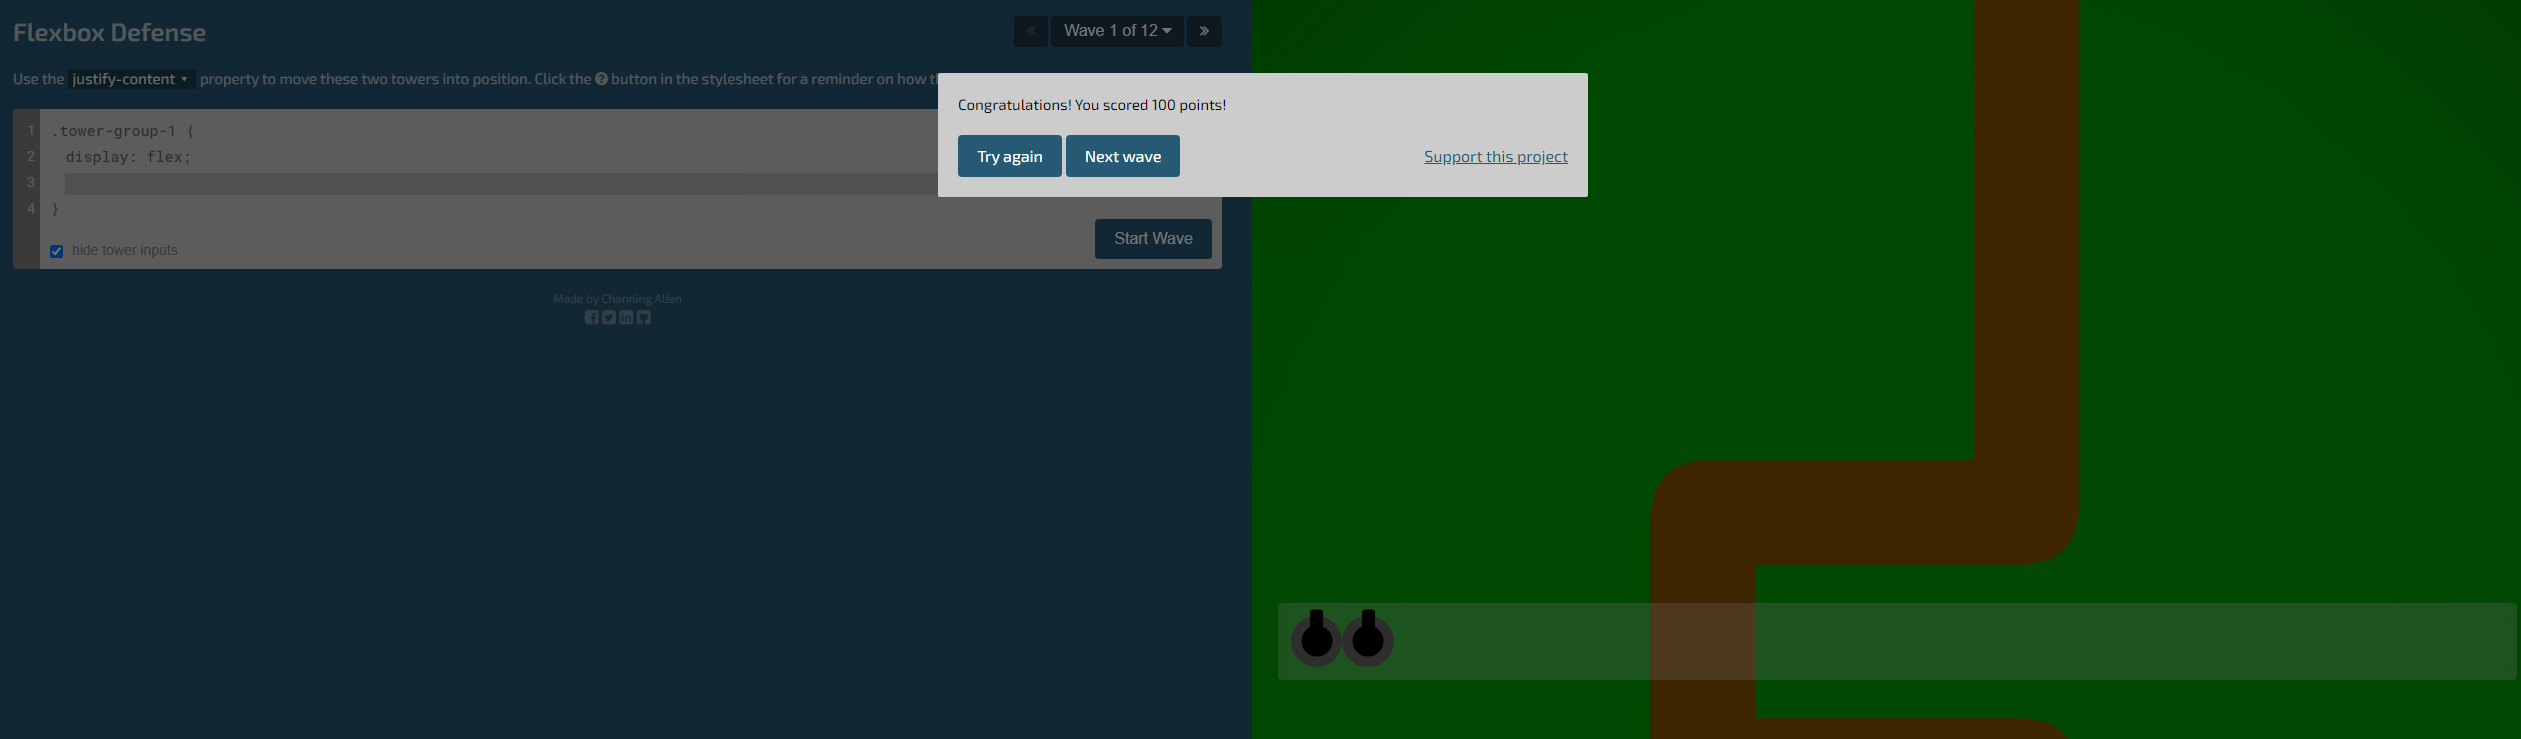 Flexbox Defense
« Wave 1 of 12 »
Use the justify-content property to move these two towers into position. Click the ? button in the stylesheet for a reminder on how
Congratulations! You scored 100 points!
Try again Next wave Support this project
1 .tower-group-1 {
2 display: flex;
3
4 }
hide tower inputs
Start Wave
Made by Channing Allen